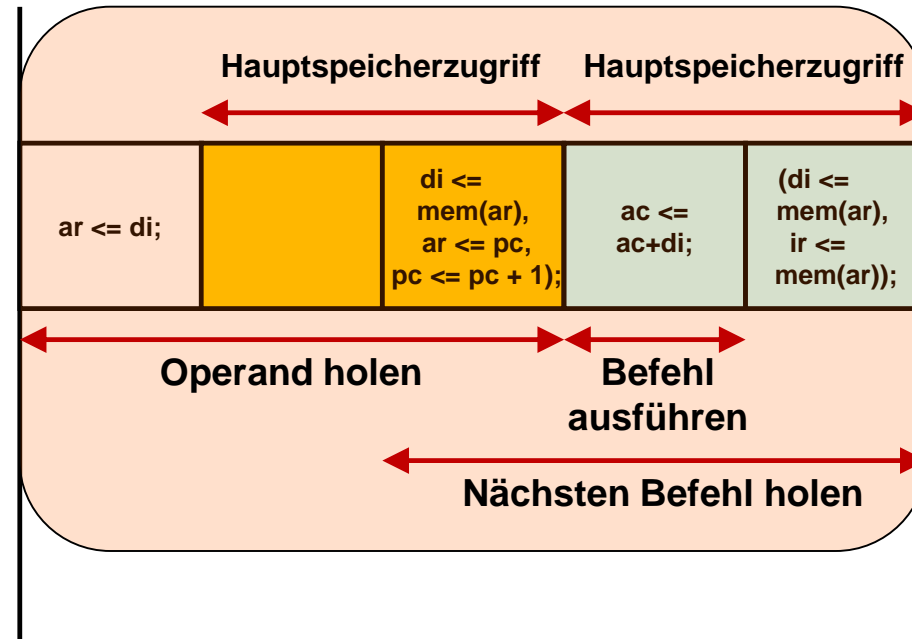 Hauptspeicherzugriff Hauptspeicherzugriff
ar <= di;
di <=
mem(ar),
ar <= pc,
pc <= pc + 1);
ac <=
ac+di;
(di <=
mem(ar),
ir <=
mem(ar));
Operand holen
Befehl
ausführen
Nächsten Befehl holen